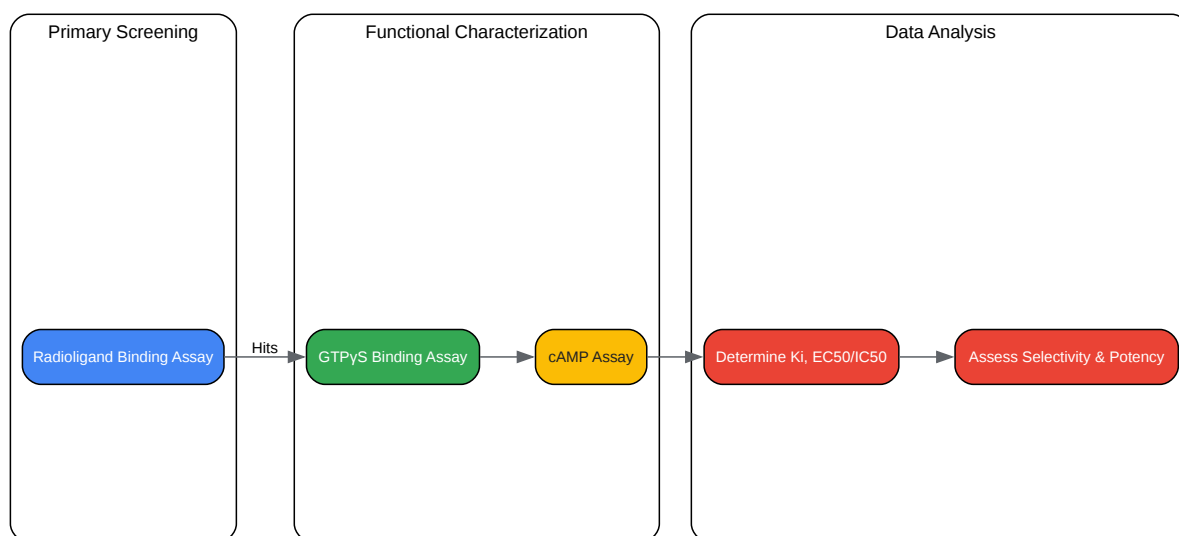 Primary Screening
Functional Characterization
Data Analysis
Radioligand Binding Assay
Hits
GTPγS Binding Assay
cAMP Assay
Determine Ki, EC50/IC50
Assess Selectivity & Potency